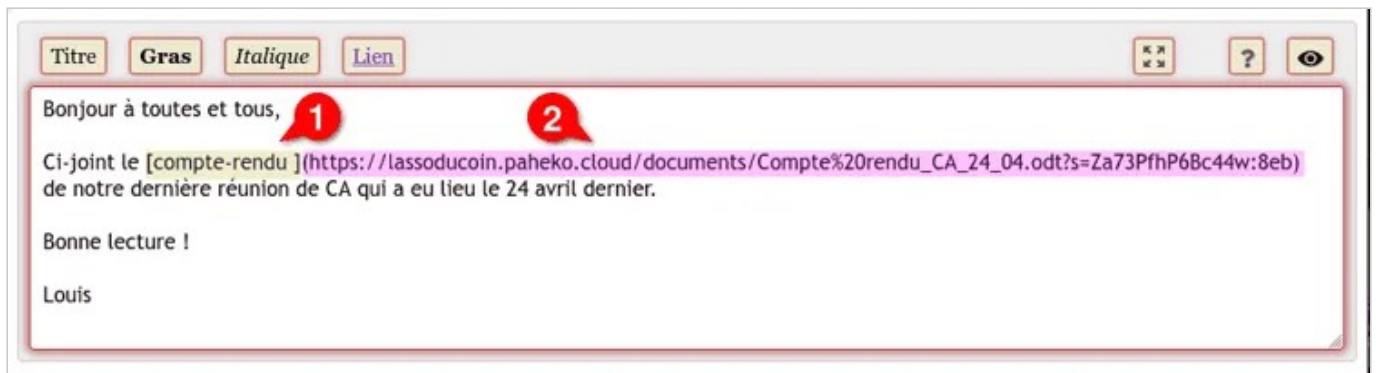 Titre Gras Italique Lien ?
Bonjour à toutes et tous,
1 2
Ci-joint le [compte-rendu ](https://lassoducoin.paheko.cloud/documents/Compte%20rendu_CA_24_04.odt?s=Za73PfhP6Bc44w:8eb)
de notre dernière réunion de CA qui a eu lieu le 24 avril dernier.
Bonne lecture !
Louis